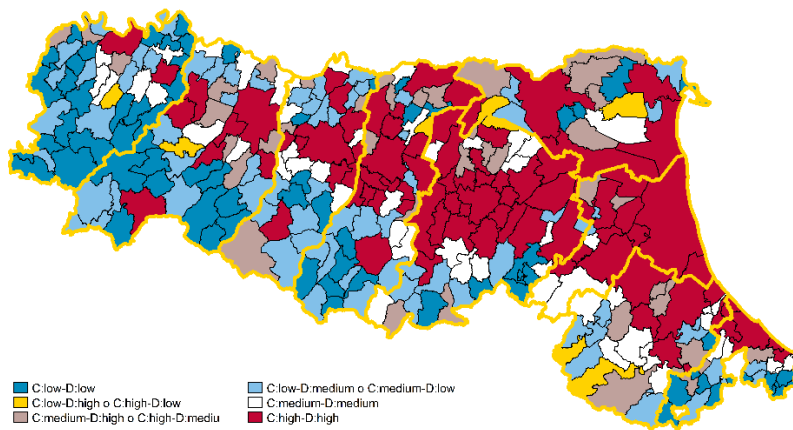 C:low-D:low
C:low-D:high o C:high-D:low
C:medium-D:high o C:high-D:mediu
C:low-D:medium o C:medium-D:low
C:medium-D:medium
C:high-D:high